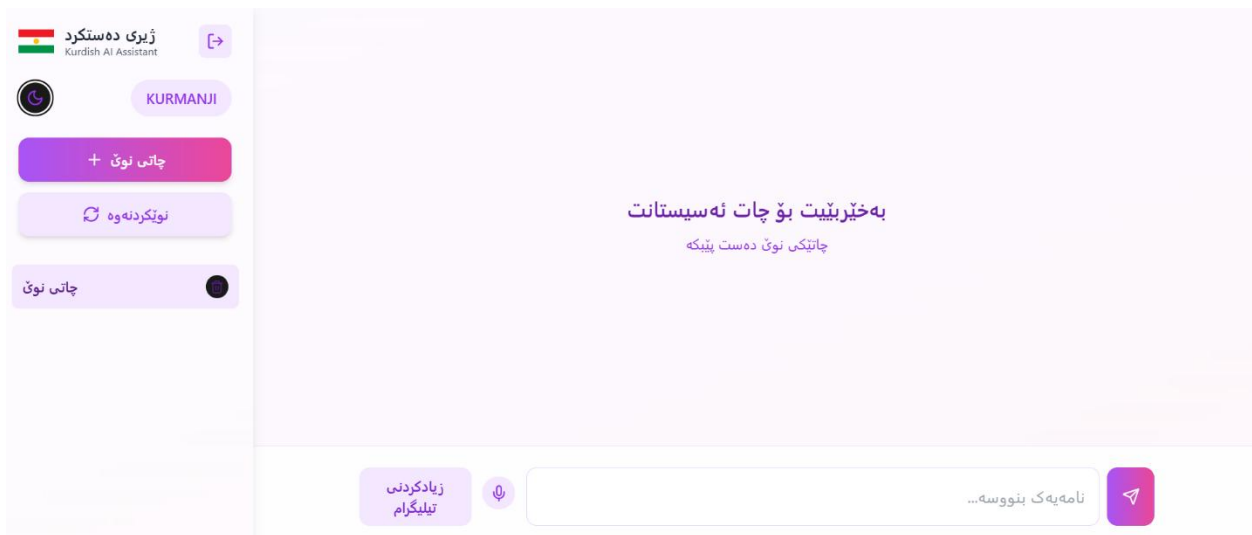 ژیری دەستکرد
Kurdish AI Assistant
KURMANJI
چاتی نوێ +
نوێکردنەوە
چاتی نوێ
بەخێربێیت بۆ چات ئەسیستانت
چاتێکی نوێ دەست پێبکە
نامەیەک بنووسە...
زیادکردنی
تیلیگرام